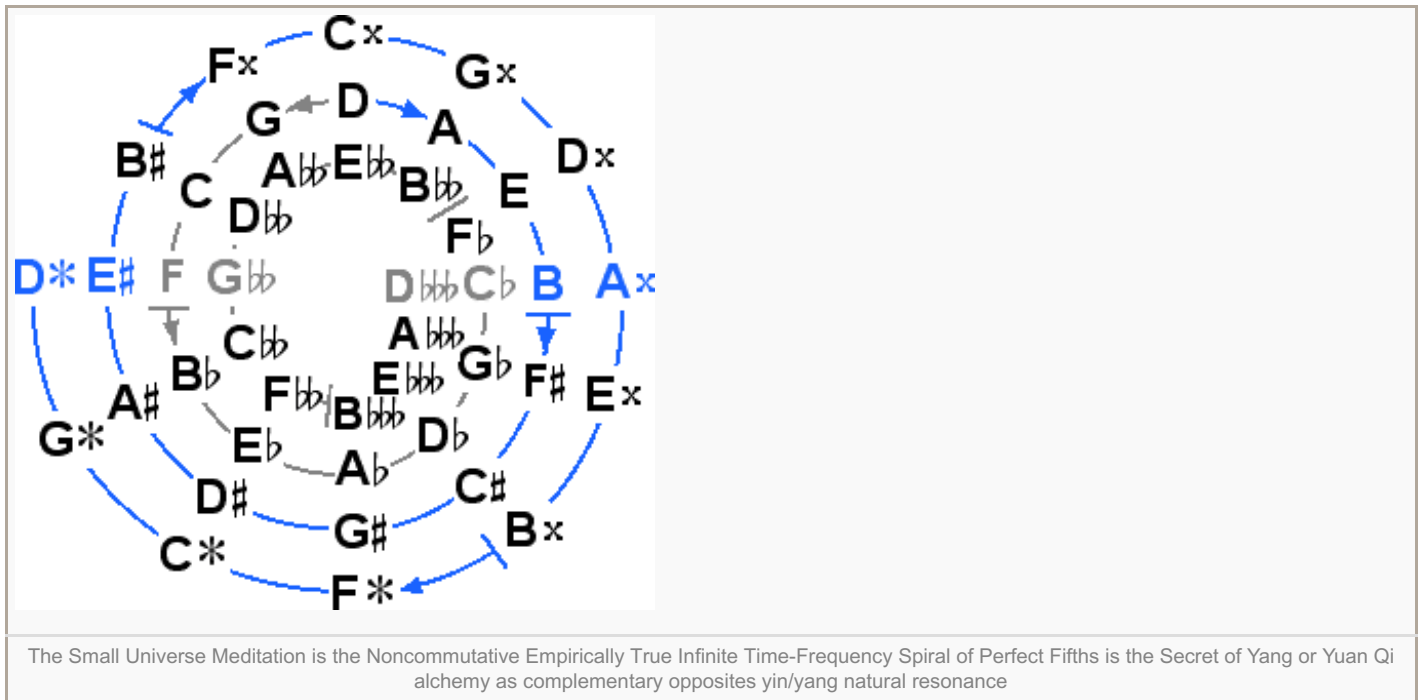 Cx
Fx Gx
G D A
B♯ A♭♭ E♭♭ B♭♭ Dx
C D♭♭ F♭ E
D* E♯ F G♭♭ D♭♭♭ C♭ B Ax
C♭♭ A♭♭♭
B♭ F♭♭ E♭♭♭ G♭ F♯ Ex
A♯ B♭♭♭
G* E♭ A♭ D♭
D♯ G♯ C♯ Bx
C* F*
The Small Universe Meditation is the Noncommutative Empirically True Infinite Time-Frequency Spiral of Perfect Fifths is the Secret of Yang or Yuan Qi
alchemy as complementary opposites yin/yang natural resonance